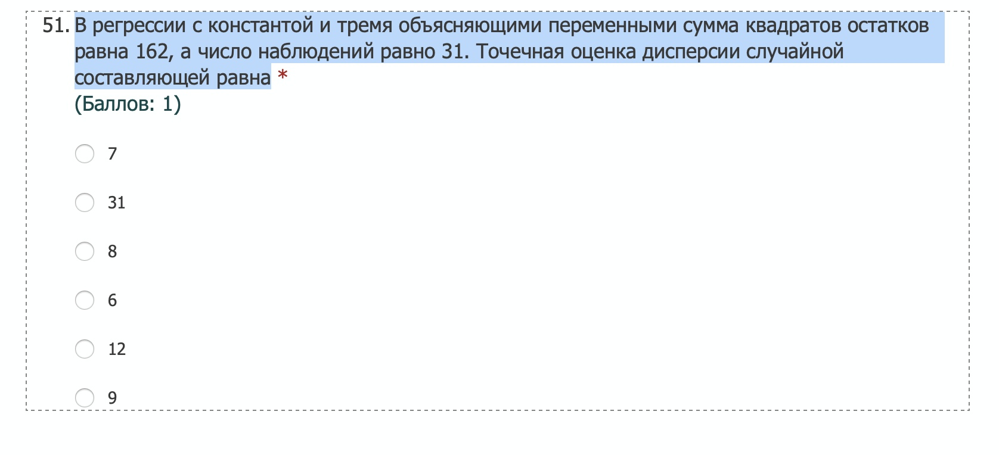 51. В регрессии с константой и тремя объясняющими переменными сумма квадратов остатков
равна 162, а число наблюдений равно 31. Точечная оценка дисперсии случайной
составляющей равна *
(Баллов: 1)
7
31
8
6
12
9